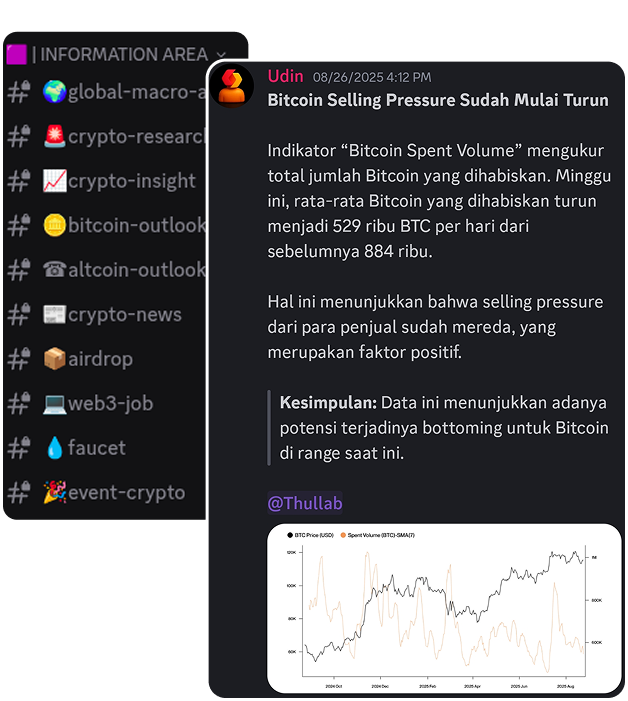 | INFORMATION AREA
global-macro-a
crypto-researc
crypto-insight
bitcoin-outlook
altcoin-outlook
crypto-news
airdrop
web3-job
faucet
event-crypto
Udin 08/26/2025 4:12 PM
Bitcoin Selling Pressure Sudah Mulai Turun
Indikator “Bitcoin Spent Volume” mengukur
total jumlah Bitcoin yang dihabiskan. Minggu
ini, rata-rata Bitcoin yang dihabiskan turun
menjadi 529 ribu BTC per hari dari
sebelumnya 884 ribu.
Hal ini menunjukkan bahwa selling pressure
dari para penjual sudah mereda, yang
merupakan faktor positif.
Kesimpulan: Data ini menunjukkan adanya
potensi terjadinya bottoming untuk Bitcoin
di range saat ini.
@Thullab
BTC Price (USD) Spent Volume (BTC)-SMA(7)
120K
100K
80K
60K
1M
800K
600K
2024 Oct 2024 Dec 2025 Feb 2025 Apr 2025 Jun 2025 Aug